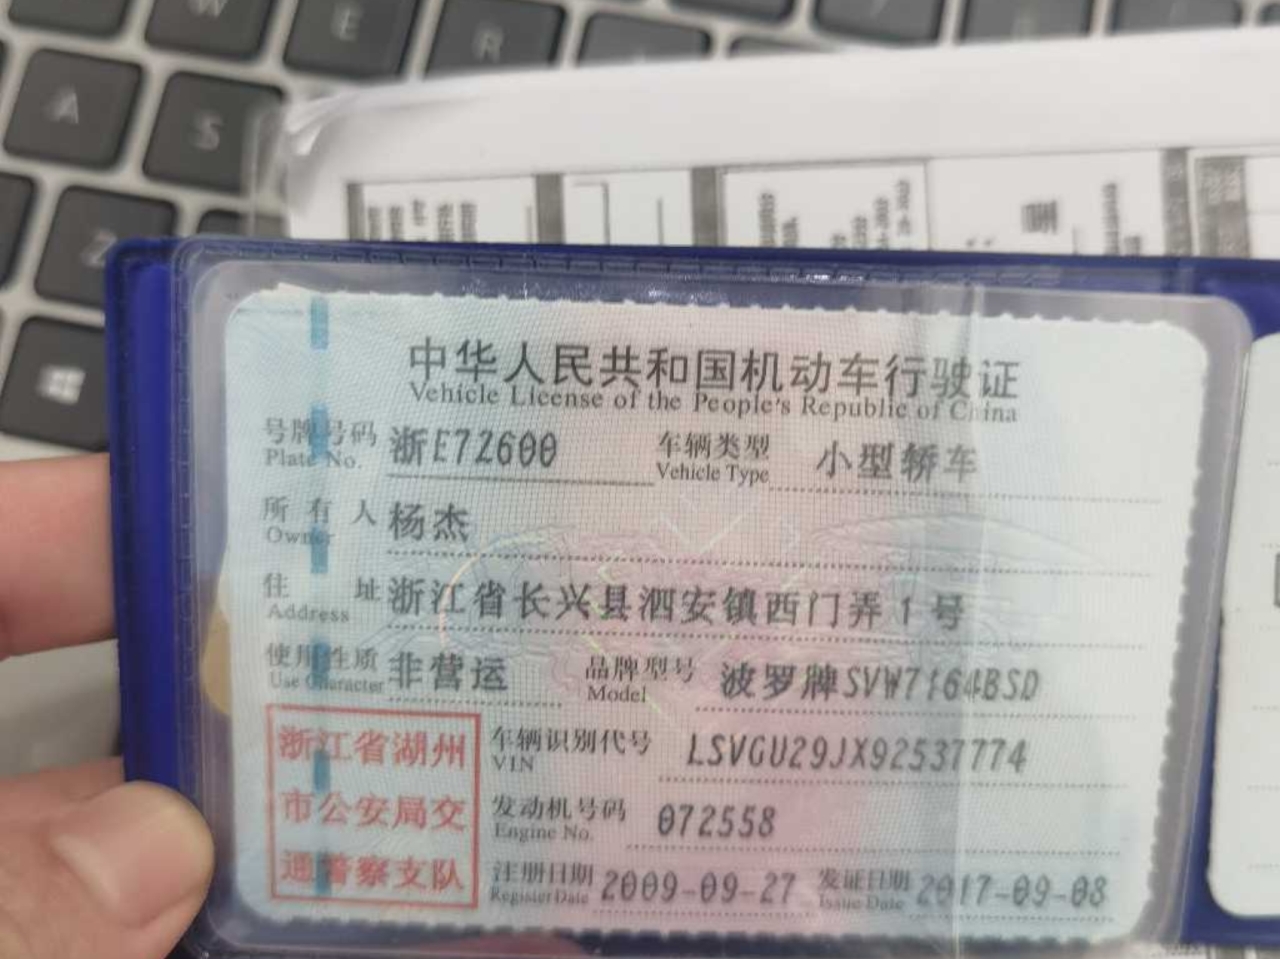 W E R
A S
Z
中华人民共和国机动车行驶证
Vehicle License of the People's Republic of China
号牌号码 浙E72600 车辆类型 小型轿车
Plate No. Vehicle Type
所有人 杨杰
Owner
住址 浙江省长兴县泗安镇西门弄1号
Address
使用性质 非营运 品牌型号 波罗牌SVW7164BSD
Use Character Model
浙江省湖州 车辆识别代号 LSVGU29JX92537774
VIN
市公安局交 发动机号码 072558
Engine No.
通警察支队 注册日期 2009-09-27 发证日期 2017-09-08
Register Date Issue Date